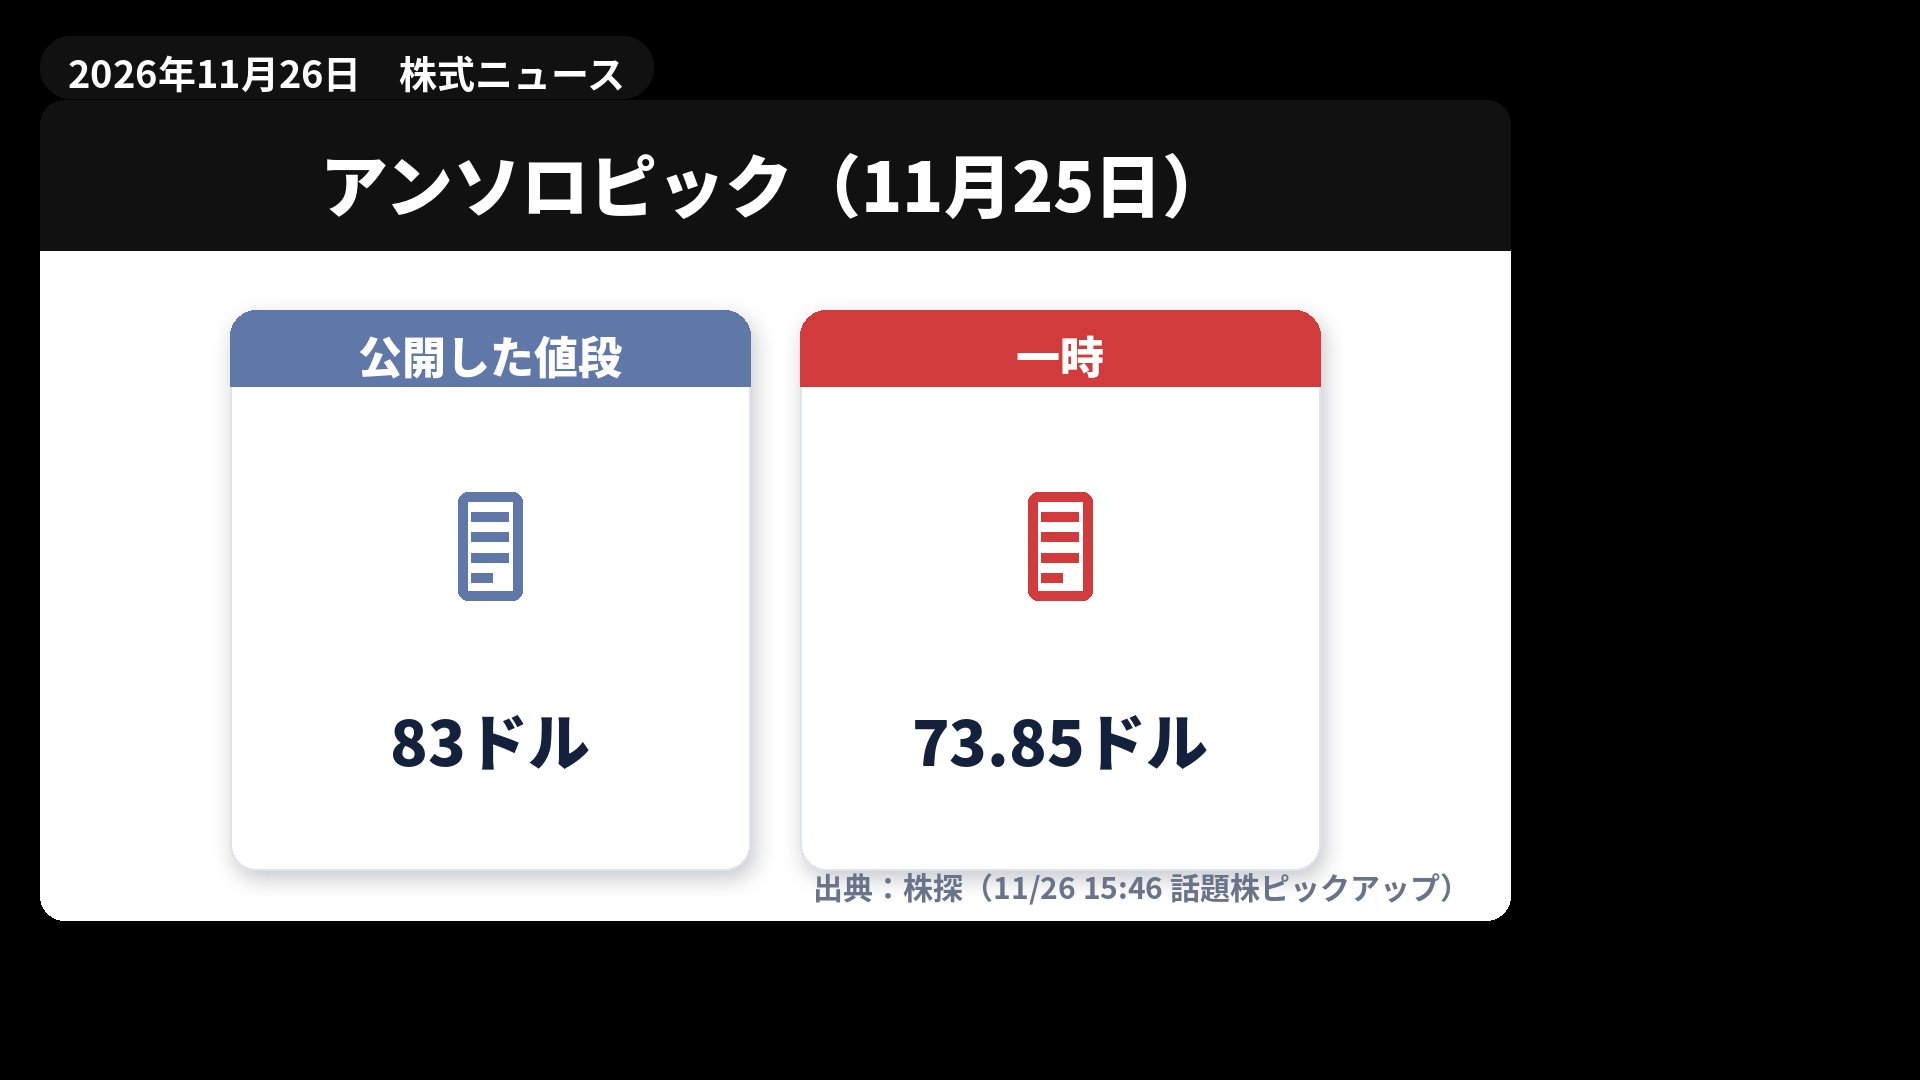 2026年11月26日　株式ニュース
アンソロピック（11月25日）
公開した値段
一時
83ドル
73.85ドル
出典：株探（11/26 15:46 話題株ピックアップ）